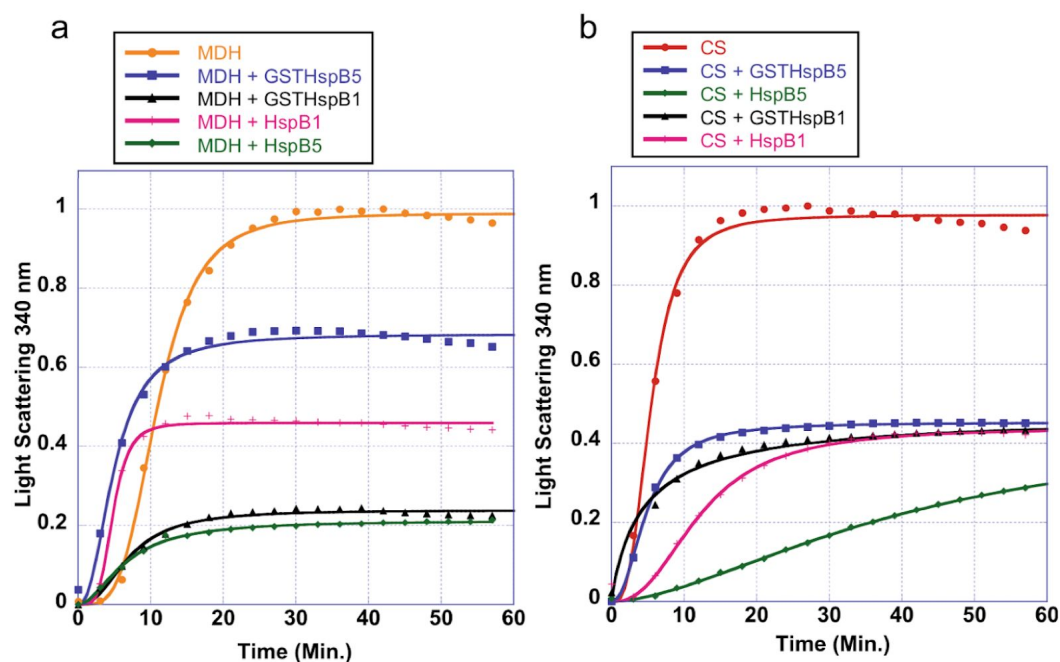 a
MDH
MDH + GSTHspB5
MDH + GSTHspB1
MDH + HspB1
MDH + HspB5
Light Scattering 340 nm
1
0.8
0.6
0.4
0.2
0
0 10 20 30 40 50 60
Time (Min.)
b
CS
CS + GSTHspB5
CS + HspB5
CS + GSTHspB1
CS + HspB1
Light Scattering 340 nm
1
0.8
0.6
0.4
0.2
0
0 10 20 30 40 50 60
Time (Min.)